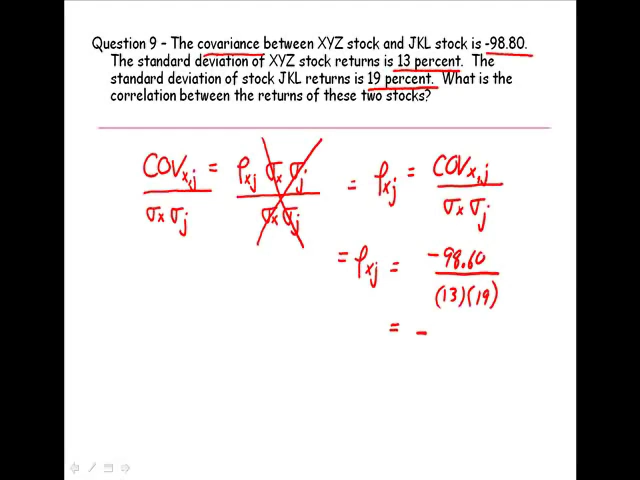 Question 9 – The covariance between XYZ stock and JKL stock is -98.80.
The standard deviation of XYZ stock returns is 13 percent. The
standard deviation of stock JKL returns is 19 percent. What is the
correlation between the returns of these two stocks?
COVx,j / σx σj = ρxj σx σj / σx σj = ρxj = COVx,j / σx σj
= ρxj = -98.60 / (13)(19)
= -